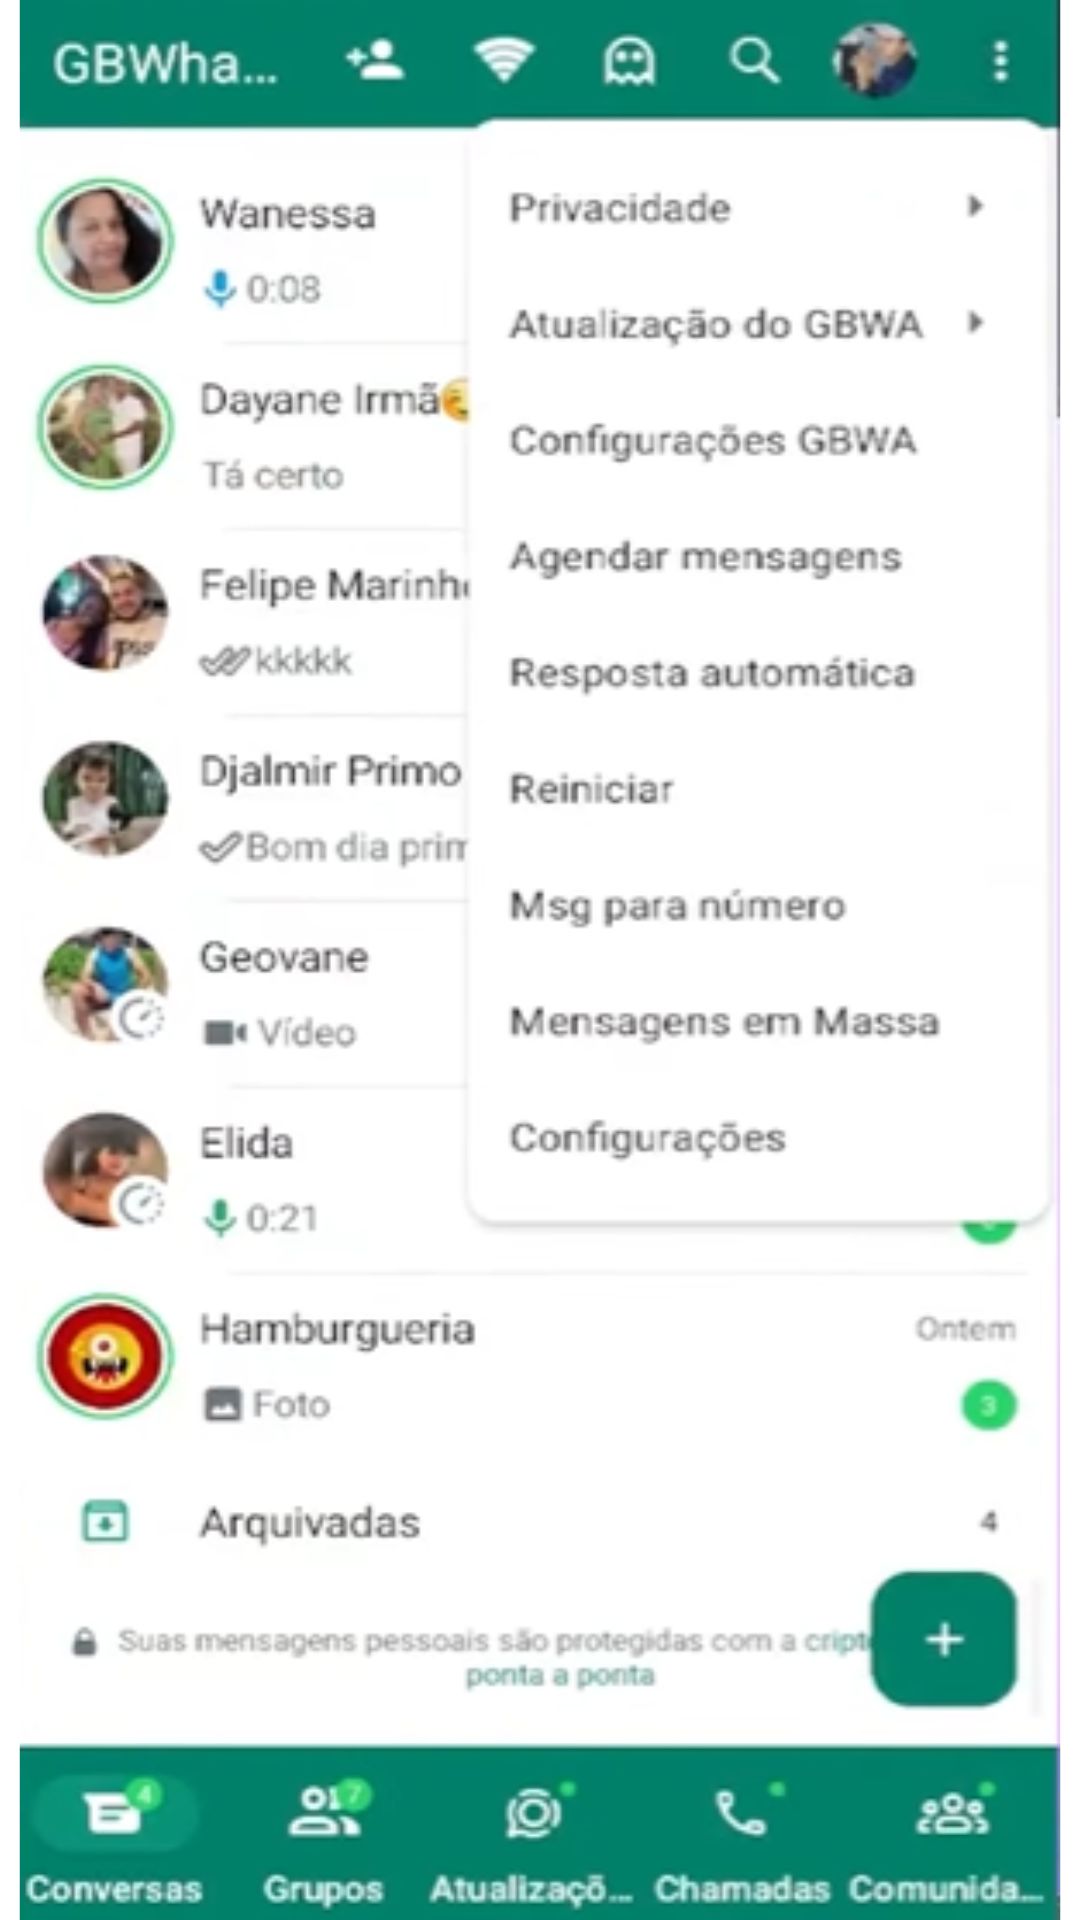 GBWha...
Wanessa
0:08
Dayane Irmã
Tá certo
Felipe Marinh
kkkkk
Djalmir Primo
Bom dia prim
Geovane
Vídeo
Elida
0:21
Privacidade
Atualização do GBWA
Configurações GBWA
Agendar mensagens
Resposta automática
Reiniciar
Msg para número
Mensagens em Massa
Configurações
Hamburgueria
Ontem
Foto
3
Arquivadas
4
Suas mensagens pessoais são protegidas com a cript
ponta a ponta
+
4
7
Conversas
Grupos
Atualizaçõ...
Chamadas
Comunida...